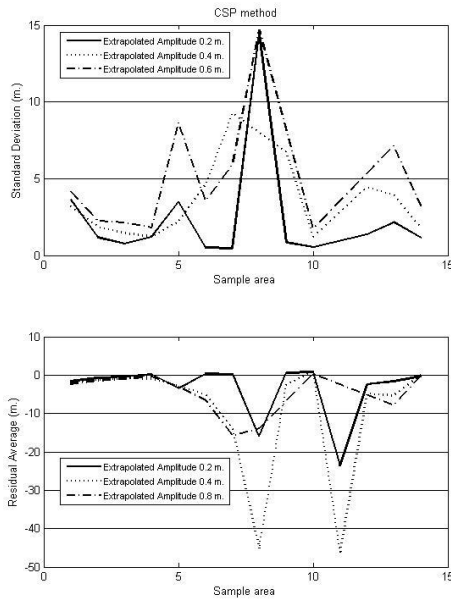 CSP method
15
Extrapolated Amplitude 0.2 m.
Extrapolated Amplitude 0.4 m.
Extrapolated Amplitude 0.6 m.
10
5
0
Standard Deviation (m.)
0 5 10 15
Sample area
10
0
-10
-20
Extrapolated Amplitude 0.2 m.
Extrapolated Amplitude 0.4 m.
Extrapolated Amplitude 0.8 m.
-30
-40
-50
Residual Average (m.)
0 5 10 15
Sample area